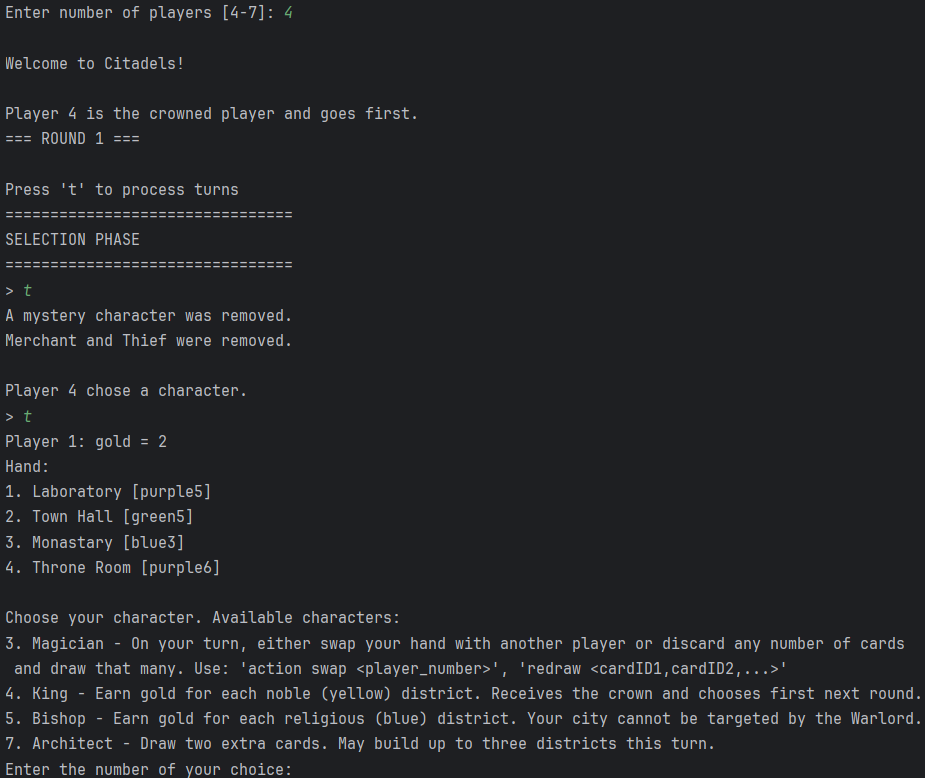 Enter number of players [4-7]: 4
Welcome to Citadels!
Player 4 is the crowned player and goes first.
=== ROUND 1 ===
Press 't' to process turns
================================
SELECTION PHASE
================================
> t
A mystery character was removed.
Merchant and Thief were removed.
Player 4 chose a character.
> t
Player 1: gold = 2
Hand:
1. Laboratory [purple5]
2. Town Hall [green5]
3. Monastary [blue3]
4. Throne Room [purple6]
Choose your character. Available characters:
3. Magician - On your turn, either swap your hand with another player or discard any number of cards
and draw that many. Use: 'action swap <player_number>', 'redraw <cardID1,cardID2,...>'
4. King - Earn gold for each noble (yellow) district. Receives the crown and chooses first next round.
5. Bishop - Earn gold for each religious (blue) district. Your city cannot be targeted by the Warlord.
7. Architect - Draw two extra cards. May build up to three districts this turn.
Enter the number of your choice: